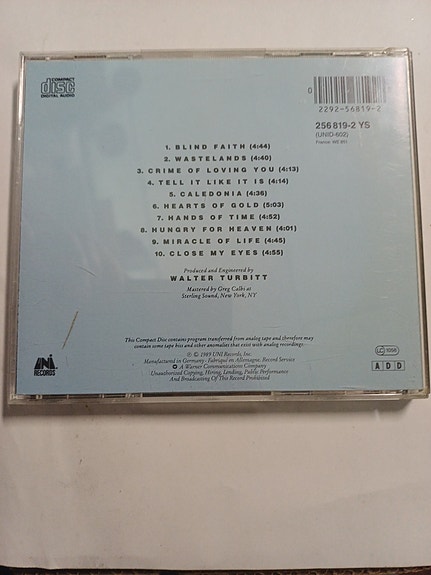 COMPACT
disc
DIGITAL AUDIO
0
2292-56819-2
256 819-2 YS
(UNID-602)
France: WE 851
1. BLIND FAITH (4:44)
2. WASTELANDS (4:40)
3. CRIME OF LOVING YOU (4:13)
4. TELL IT LIKE IT IS (4:14)
5. CALEDONIA (4:36)
6. HEARTS OF GOLD (5:03)
7. HANDS OF TIME (4:52)
8. HUNGRY FOR HEAVEN (4:01)
9. MIRACLE OF LIFE (4:45)
10. CLOSE MY EYES (4:55)
Produced and Engineered by
WALTER TURBITT
Mastered by Greg Calbi at
Sterling Sound, New York, NY
This Compact Disc contains program transferred from analog tape and therefore may
contain some tape hiss and other anomalies that exist with analog recordings.
UNI
RECORDS
℗ © 1989 UNI Records, Inc.
Manufactured in Germany · Fabriqué en Allemagne, Record Service
A Warner Communications Company
Unauthorized Copying, Hiring, Lending, Public Performance
And Broadcasting Of This Record Prohibited
LC 1056
A D D